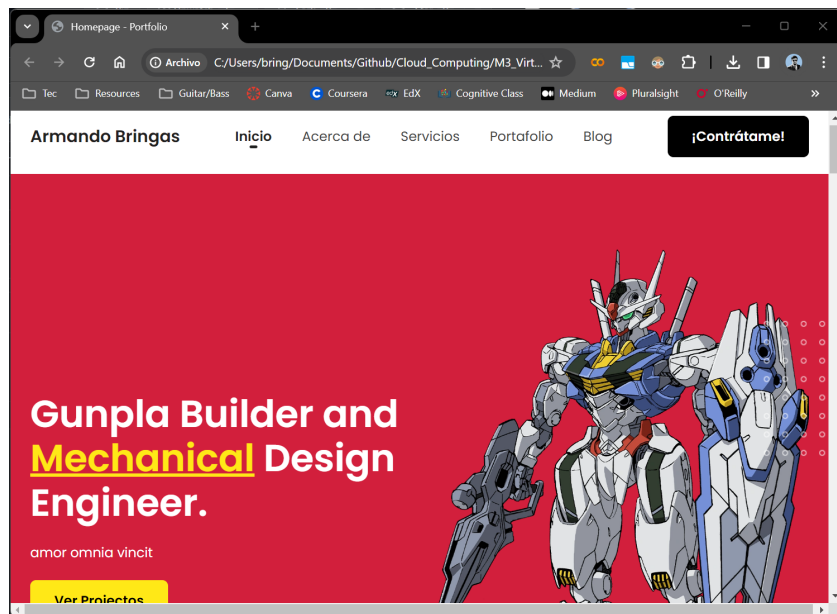 Homepage - Portfolio
Archivo C:/Users/bring/Documents/Github/Cloud_Computing/M3_Virt...
Tec Resources Guitar/Bass Canva Coursera edX EdX Cognitive Class Medium Pluralsight O'Reilly
Armando Bringas Inicio Acerca de Servicios Portafolio Blog ¡Contrátame!
Gunpla Builder and
Mechanical Design
Engineer.
amor omnia vincit
Ver Projectos